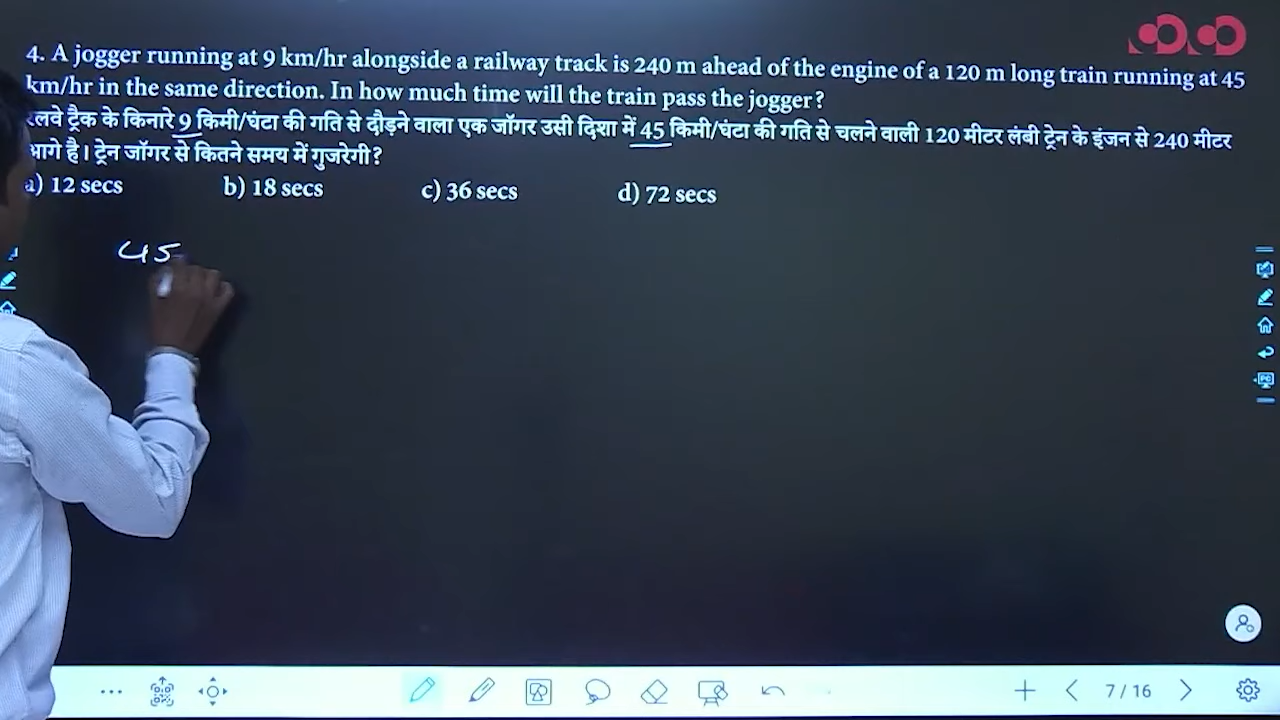 4. A jogger running at 9 km/hr alongside a railway track is 240 m ahead of the engine of a 120 m long train running at 45
km/hr in the same direction. In how much time will the train pass the jogger?
रेलवे ट्रैक के किनारे 9 किमी/घंटा की गति से दौड़ने वाला एक जॉगर उसी दिशा में 45 किमी/घंटा की गति से चलने वाली 120 मीटर लंबी ट्रेन के इंजन से 240 मीटर
आगे है। ट्रेन जॉगर से कितने समय में गुजरेगी?
a) 12 secs b) 18 secs c) 36 secs d) 72 secs
45
7 / 16